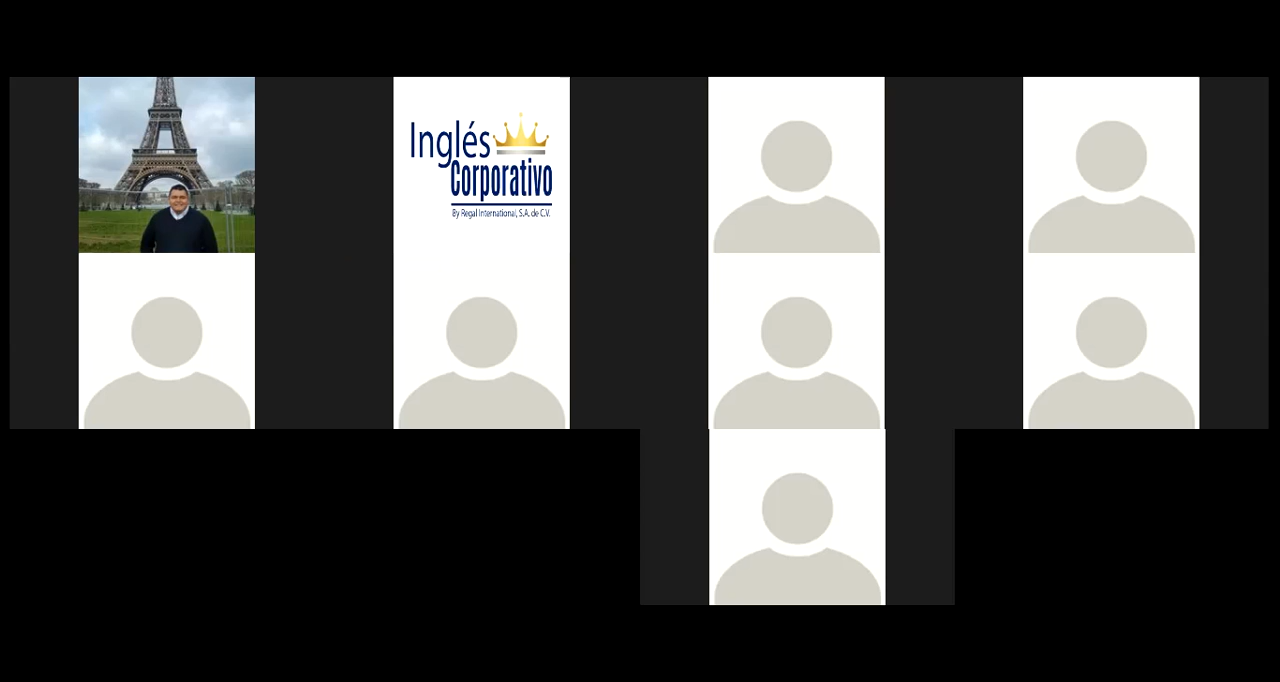 Inglés
Corporativo
By Regal International, S.A. de C.V.